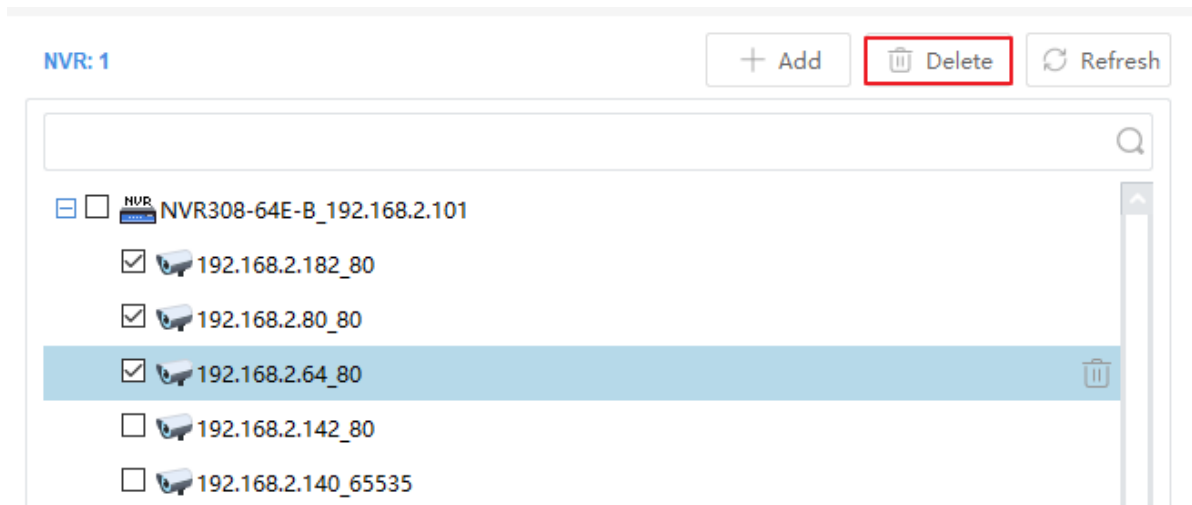 NVR: 1
Add
Delete
Refresh
NVR
NVR308-64E-B_192.168.2.101
192.168.2.182_80
192.168.2.80_80
192.168.2.64_80
192.168.2.142_80
192.168.2.140_65535